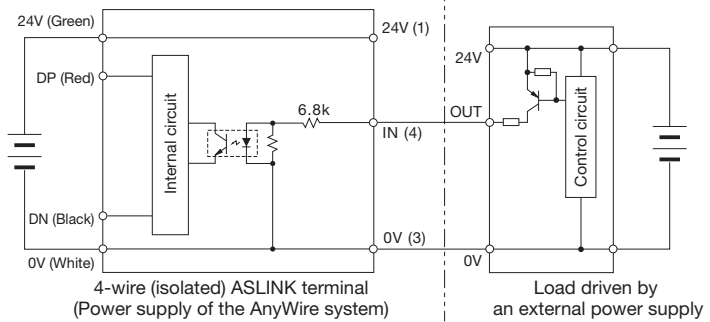 24V (Green)
24V (1)
24V
DP (Red)
Internal circuit
6.8k
IN (4)
OUT
Control circuit
DN (Black)
0V (White)
0V (3)
0V
4-wire (isolated) ASLINK terminal
(Power supply of the AnyWire system)
Load driven by
an external power supply